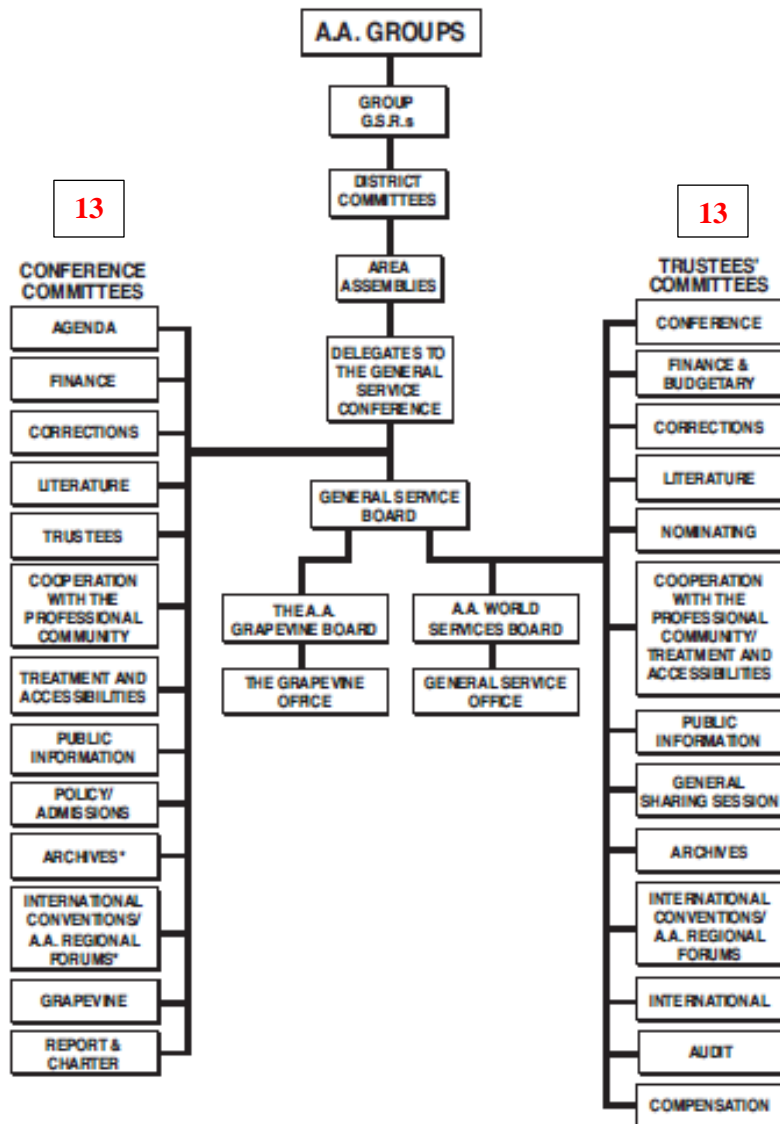 A.A. GROUPS
GROUP
G.S.R.s
DISTRICT
COMMITTEES
AREA
ASSEMBLIES
DELEGATES TO
THE GENERAL
SERVICE
CONFERENCE
GENERAL SERVICE
BOARD
THE A.A.
GRAPEVINE BOARD
A.A. WORLD
SERVICES BOARD
THE GRAPEVINE
OFFICE
GENERAL SERVICE
OFFICE
13
CONFERENCE
COMMITTEES
AGENDA
FINANCE
CORRECTIONS
LITERATURE
TRUSTEES
COOPERATION
WITH THE
PROFESSIONAL
COMMUNITY
TREATMENT AND
ACCESSIBILITIES
PUBLIC
INFORMATION
POLICY/
ADMISSIONS
ARCHIVES*
INTERNATIONAL
CONVENTIONS/
A.A. REGIONAL
FORUMS*
GRAPEVINE
REPORT &
CHARTER
13
TRUSTEES'
COMMITTEES
CONFERENCE
FINANCE &
BUDGETARY
CORRECTIONS
LITERATURE
NOMINATING
COOPERATION
WITH THE
PROFESSIONAL
COMMUNITY/
TREATMENT AND
ACCESSIBILITIES
PUBLIC
INFORMATION
GENERAL
SHARING SESSION
ARCHIVES
INTERNATIONAL
CONVENTIONS/
A.A. REGIONAL
FORUMS
INTERNATIONAL
AUDIT
COMPENSATION